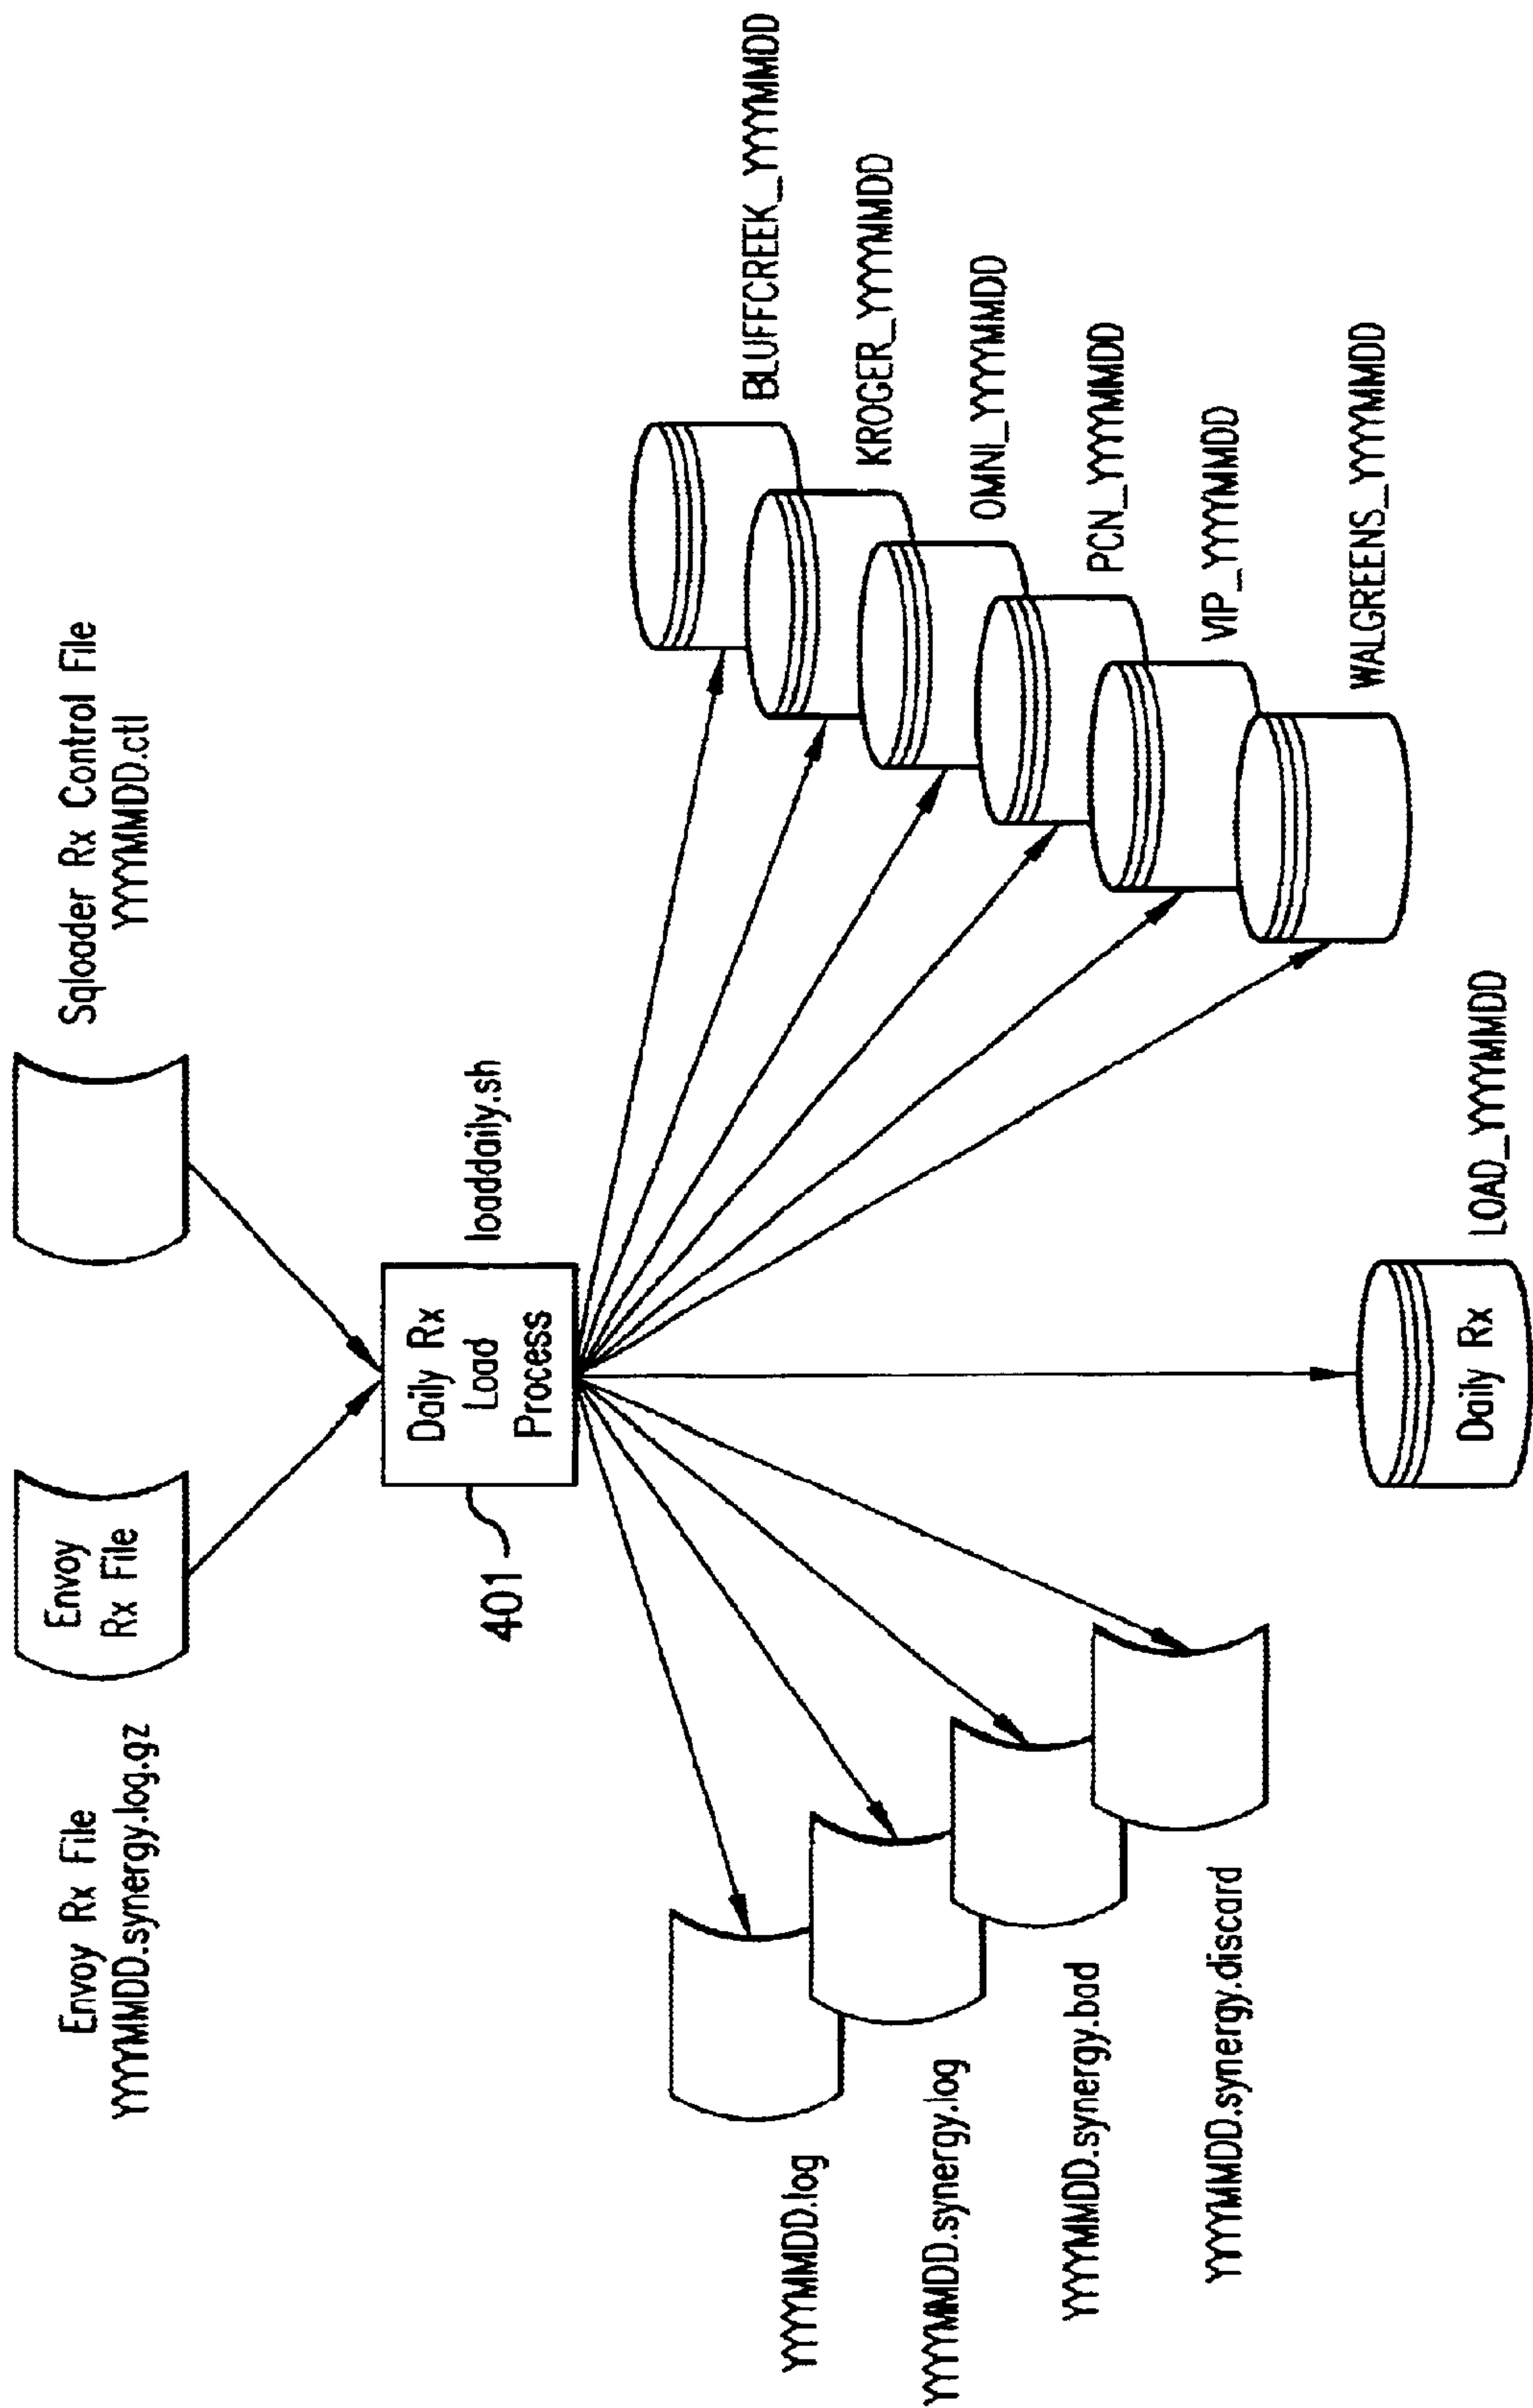 Envoy Rx File
YYYYMMDD.synergy.log.gz
Envoy
Rx File
Sqloader Rx Control File
YYYYMMDD.ctl
Daily Rx
Load
Process
loaddaily.sh
401
YYYYMMDD.log
YYYYMMDD.synergy.log
YYYYMMDD.synergy.bad
YYYYMMDD.synergy.discard
Daily Rx
LOAD_YYYYMMDD
BLUFFCREEK_YYYYMMDD
KROGER_YYYYMMDD
OMNI_YYYYMMDD
PCN_YYYYMMDD
VIP_YYYYMMDD
WALGREENS_YYYYMMDD